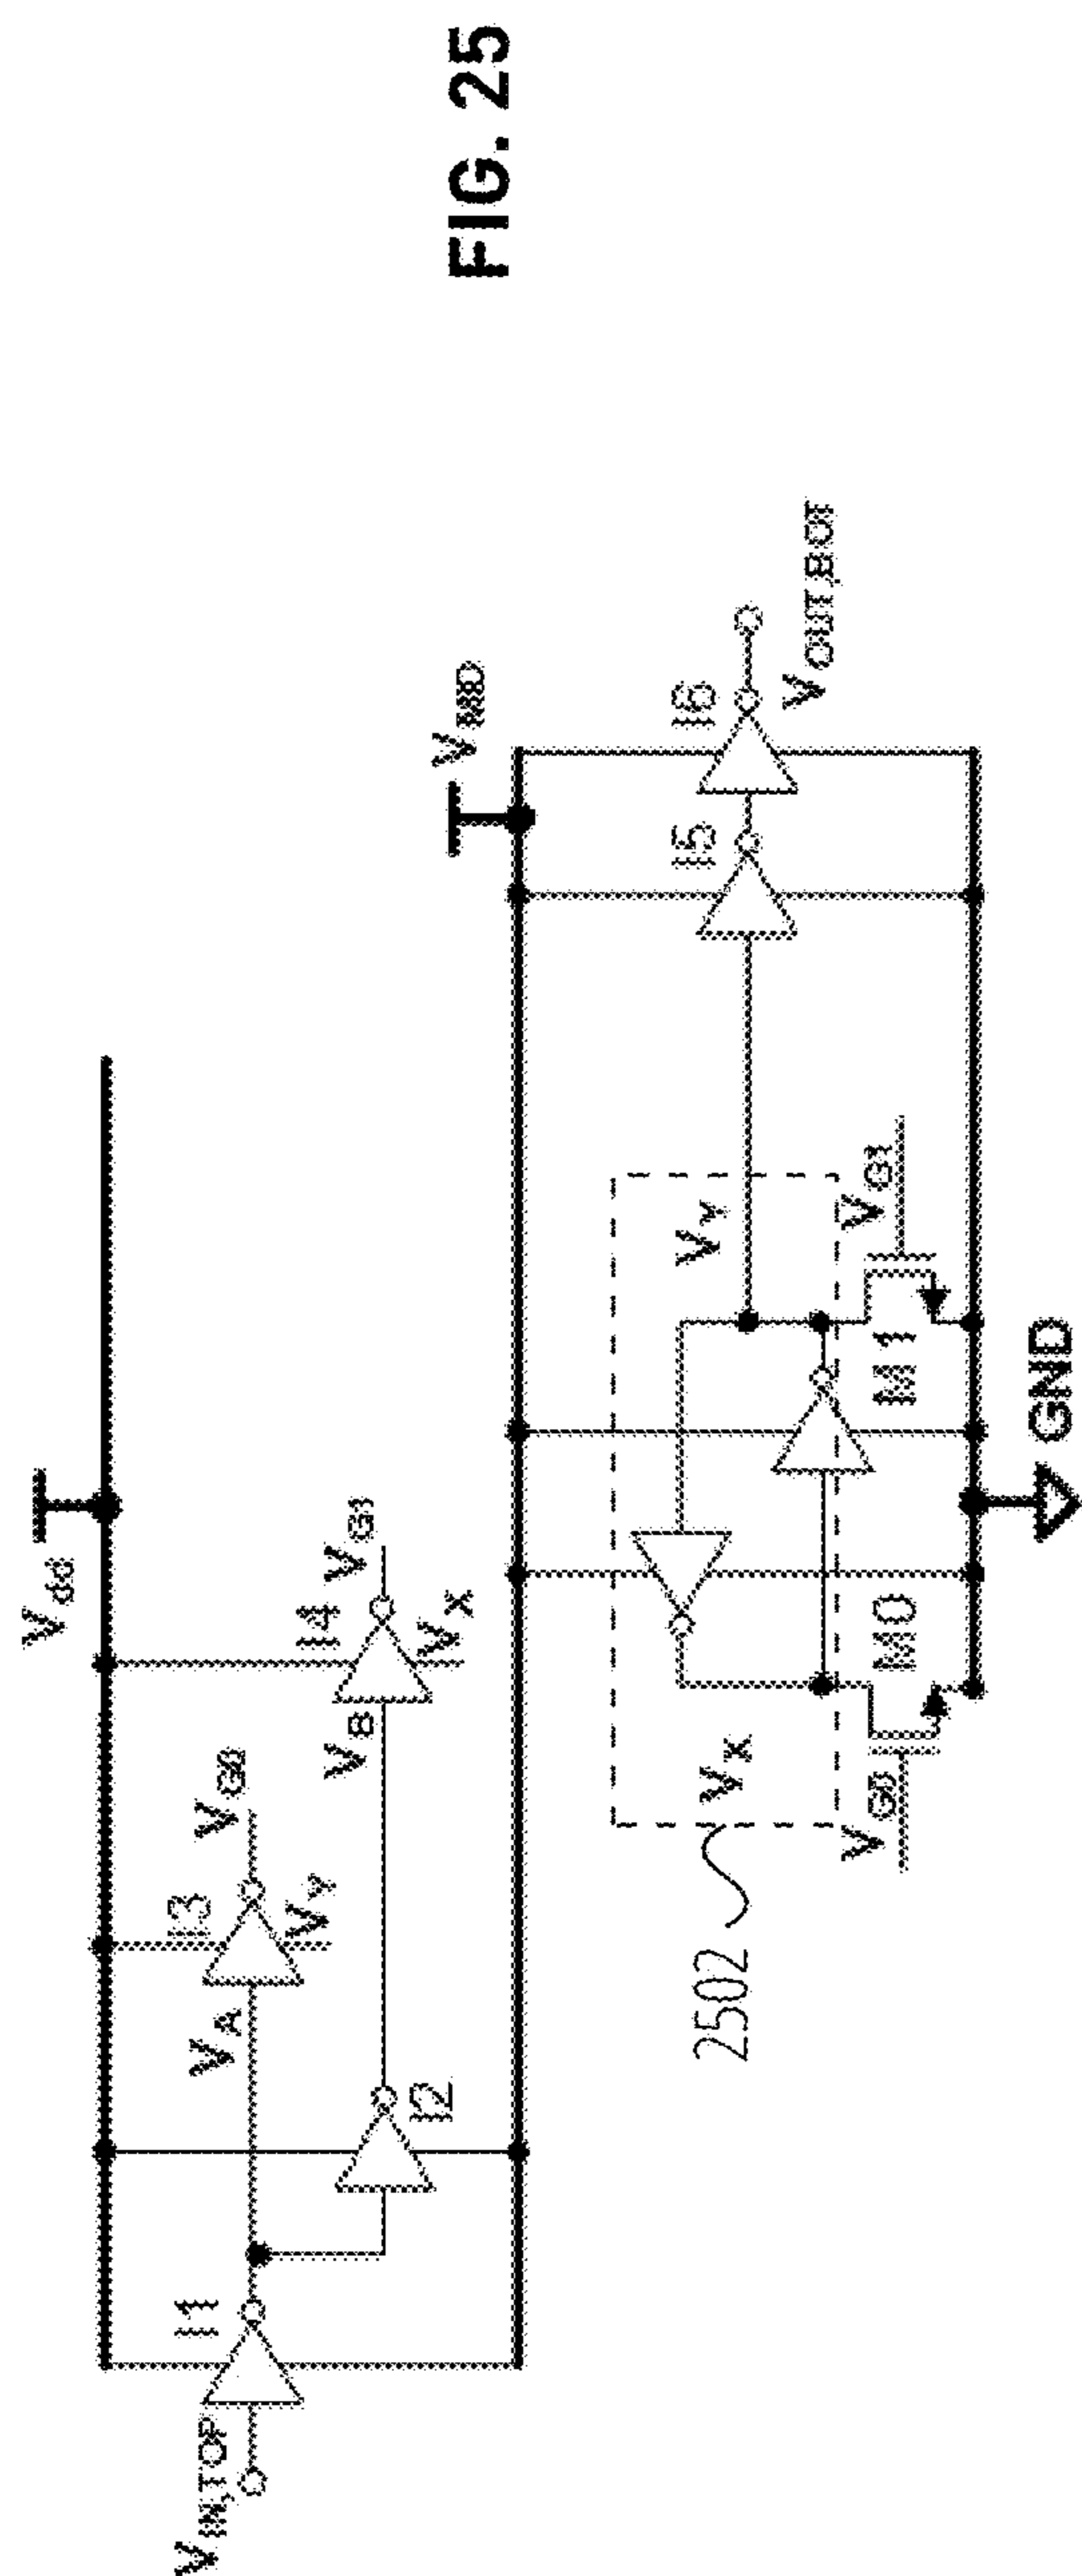 FIG. 25
Vdd
VMID
I1
VA
I3
VG0
VY
VIN,TOP
I2
VB
I4
VG1
VX
2502
VX
VY
I5
I6
VOUT,BOT
VG0
M0
M1
VG1
GND